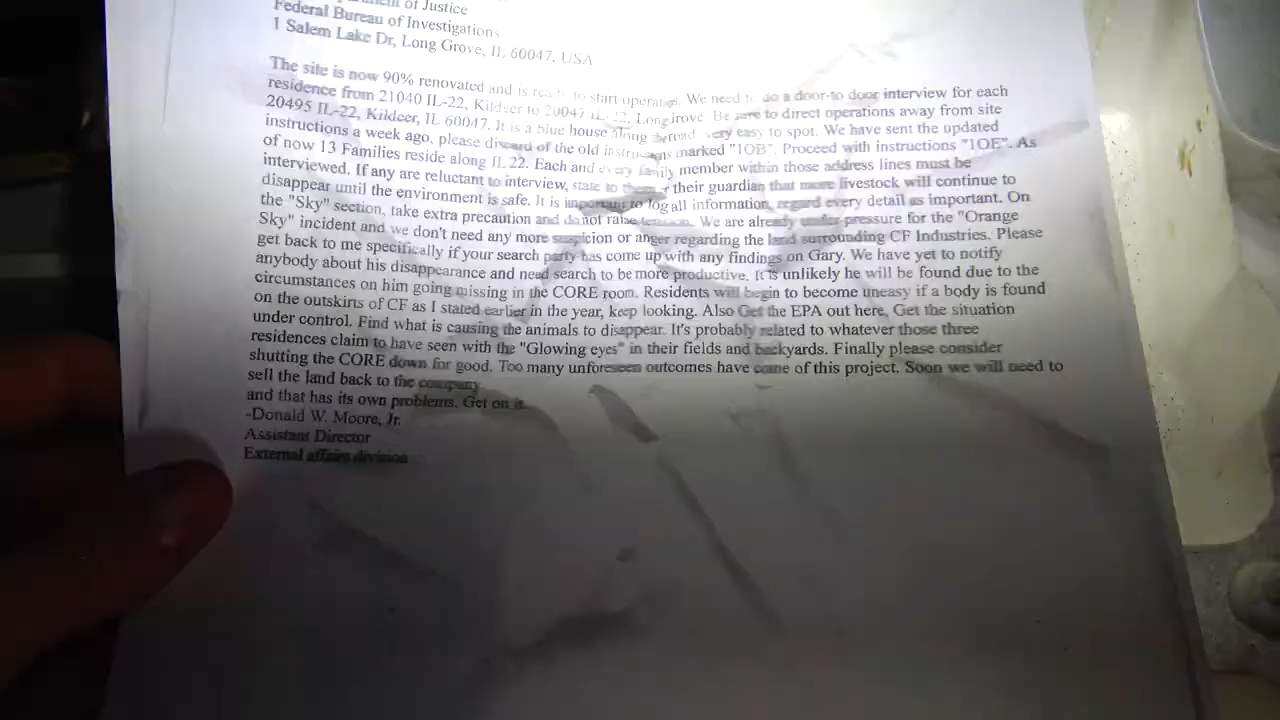 of Justice
Federal Bureau of Investigations
1 Salem Lake Dr, Long Grove, IL 60047, USA
The site is now 90% renovated and is ready to start operates. We need to do a door-to door interview for each
residence from 21040 IL-22, Kildeer to 20047 IL-22, Longrove. Be sure to direct operations away from site
20495 IL-22, Kildeer, IL 60047. It is a blue house along the road very easy to spot. We have sent the updated
instructions a week ago, please discard of the old instructions marked "1OB". Proceed with instructions "1OE". As
of now 13 Families reside along IL 22. Each and every family member within those address lines must be
interviewed. If any are reluctant to interview, state to them or their guardian that more livestock will continue to
disappear until the environment is safe. It is important to log all information, regard every detail as important. On
the "Sky" section, take extra precaution and do not raise tension. We are already under pressure for the "Orange
Sky" incident and we don't need any more suspicion or anger regarding the land surrounding CF Industries. Please
get back to me specifically if your search party has come up with any findings on Gary. We have yet to notify
anybody about his disappearance and need search to be more productive. It is unlikely he will be found due to the
circumstances on him going missing in the CORE room. Residents will begin to become uneasy if a body is found
on the outskirts of CF as I stated earlier in the year, keep looking. Also Get the EPA out here, Get the situation
under control. Find what is causing the animals to disappear. It's probably related to whatever those three
residences claim to have seen with the "Glowing eyes" in their fields and backyards. Finally please consider
shutting the CORE down for good. Too many unforeseen outcomes have come of this project. Soon we will need to
sell the land back to the company
and that has its own problems. Get on it.
-Donald W. Moore, Jr.
Assistant Director
External affairs division